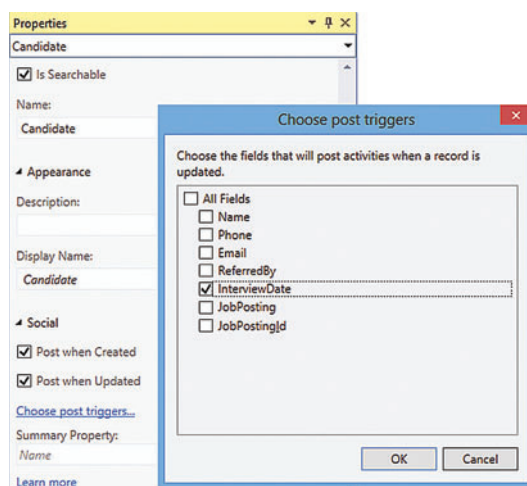 Properties
Candidate
Is Searchable
Name:
Candidate
Appearance
Description:
Display Name:
Candidate
Social
Post when Created
Post when Updated
Choose post triggers...
Summary Property:
Name
Learn more
Choose post triggers
Choose the fields that will post activities when a record is
updated.
All Fields
Name
Phone
Email
ReferredBy
InterviewDate
JobPosting
JobPostingId
OK
Cancel